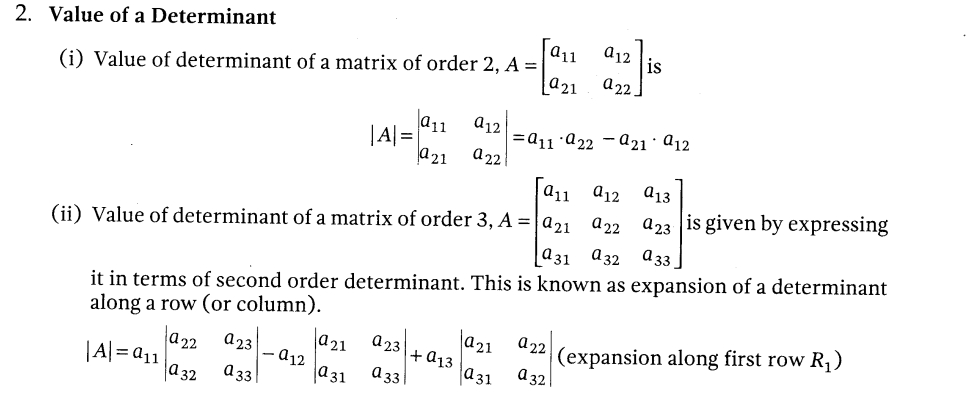 2. Value of a Determinant
(i) Value of determinant of a matrix of order 2, A = [a₁₁ a₁₂; a₂₁ a₂₂] is
|A| = |a₁₁ a₁₂; a₂₁ a₂₂| = a₁₁ · a₂₂ − a₂₁ · a₁₂
(ii) Value of determinant of a matrix of order 3, A = [a₁₁ a₁₂ a₁₃; a₂₁ a₂₂ a₂₃; a₃₁ a₃₂ a₃₃] is given by expressing
it in terms of second order determinant. This is known as expansion of a determinant
along a row (or column).
|A| = a₁₁ |a₂₂ a₂₃; a₃₂ a₃₃| − a₁₂ |a₂₁ a₂₃; a₃₁ a₃₃| + a₁₃ |a₂₁ a₂₂; a₃₁ a₃₂| (expansion along first row R₁)